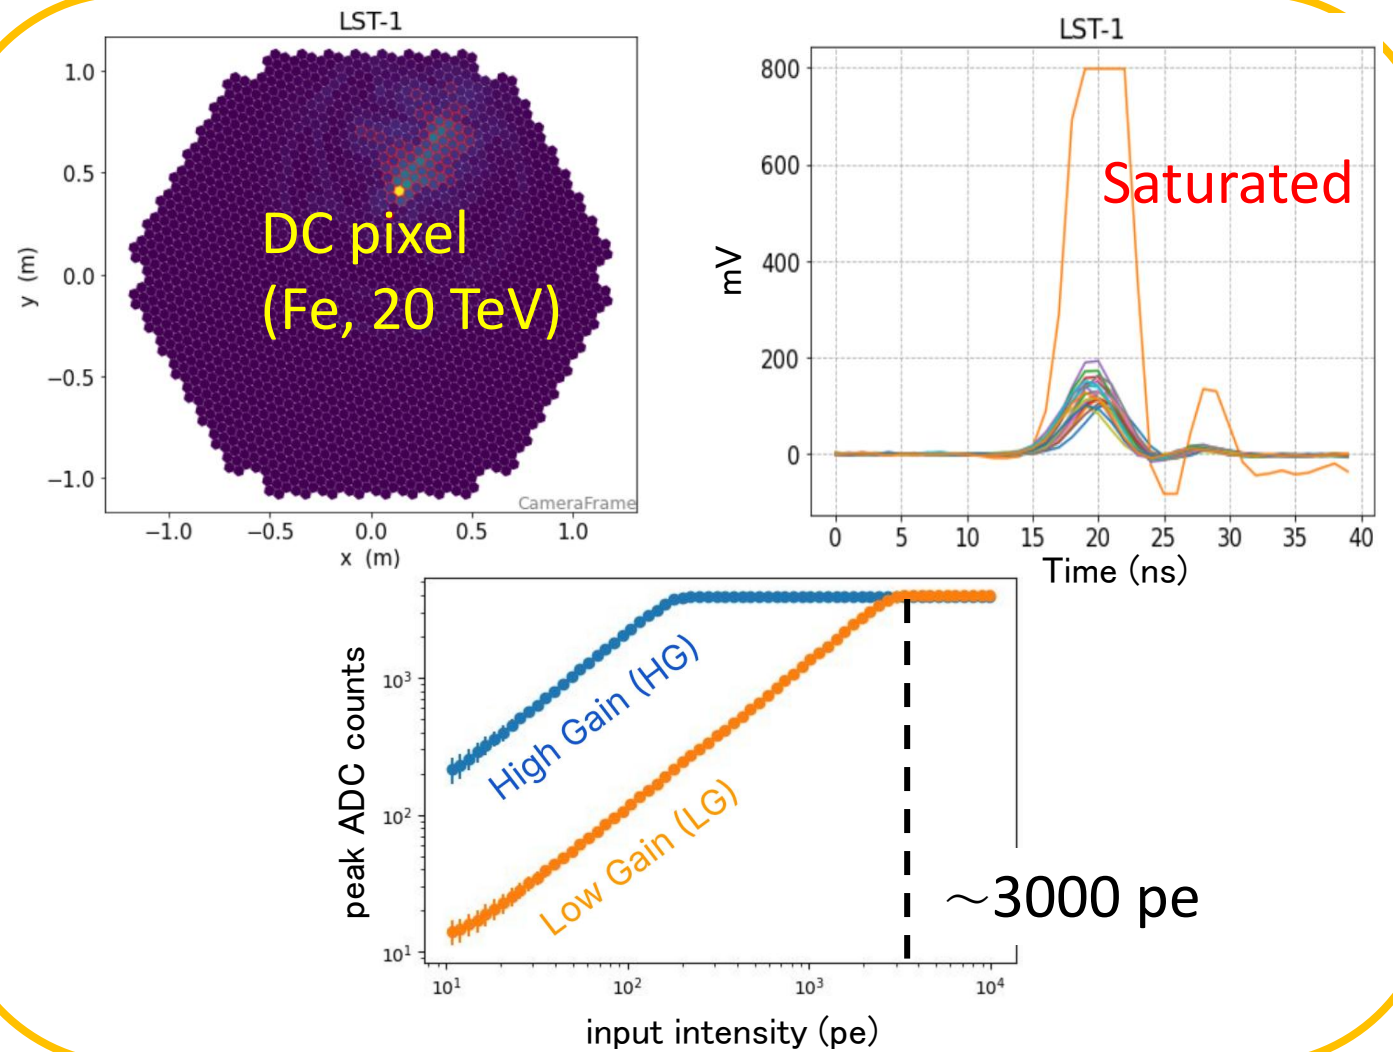 LST-1
1.0
0.5
0.0
−0.5
−1.0
y (m)
DC pixel
(Fe, 20 TeV)
CameraFrame
−1.0 −0.5 0.0 0.5 1.0
x (m)
LST-1
800
600
400
200
0
mV
Saturated
0 5 10 15 20 25 30 35 40
Time (ns)
peak ADC counts
10³
10²
10¹
High Gain (HG)
Low Gain (LG)
~3000 pe
10¹ 10² 10³ 10⁴
input intensity (pe)